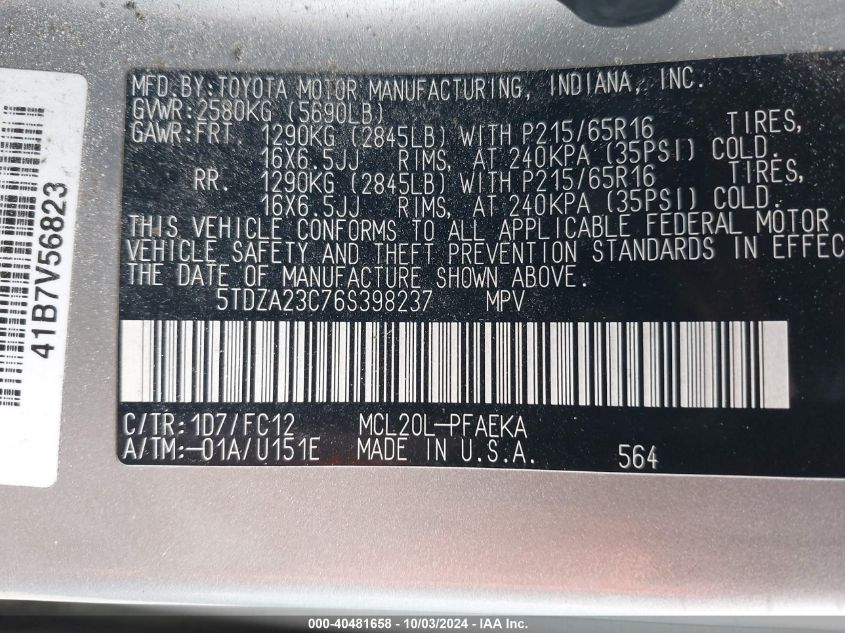 MFD.BY:TOYOTA MOTOR MANUFACTURING, INDIANA, INC.
GVWR:2580KG (5690LB)
GAWR:FRT. 1290KG (2845LB) WITH P215/65R16 TIRES,
16X6.5JJ RIMS, AT 240KPA (35PSI) COLD.
RR. 1290KG (2845LB) WITH P215/65R16 TIRES,
16X6.5JJ RIMS, AT 240KPA (35PSI) COLD.
THIS VEHICLE CONFORMS TO ALL APPLICABLE FEDERAL MOTOR
VEHICLE SAFETY AND THEFT PREVENTION STANDARDS IN EFFEC
THE DATE OF MANUFACTURE SHOWN ABOVE.
5TDZA23C76S398237 MPV
C/TR:1D7/FC12 MCL20L-PFAEKA
A/TM:-01A/U151E MADE IN U.S.A. 564
41B7V56823
000-40481658 - 10/03/2024 - IAA Inc.